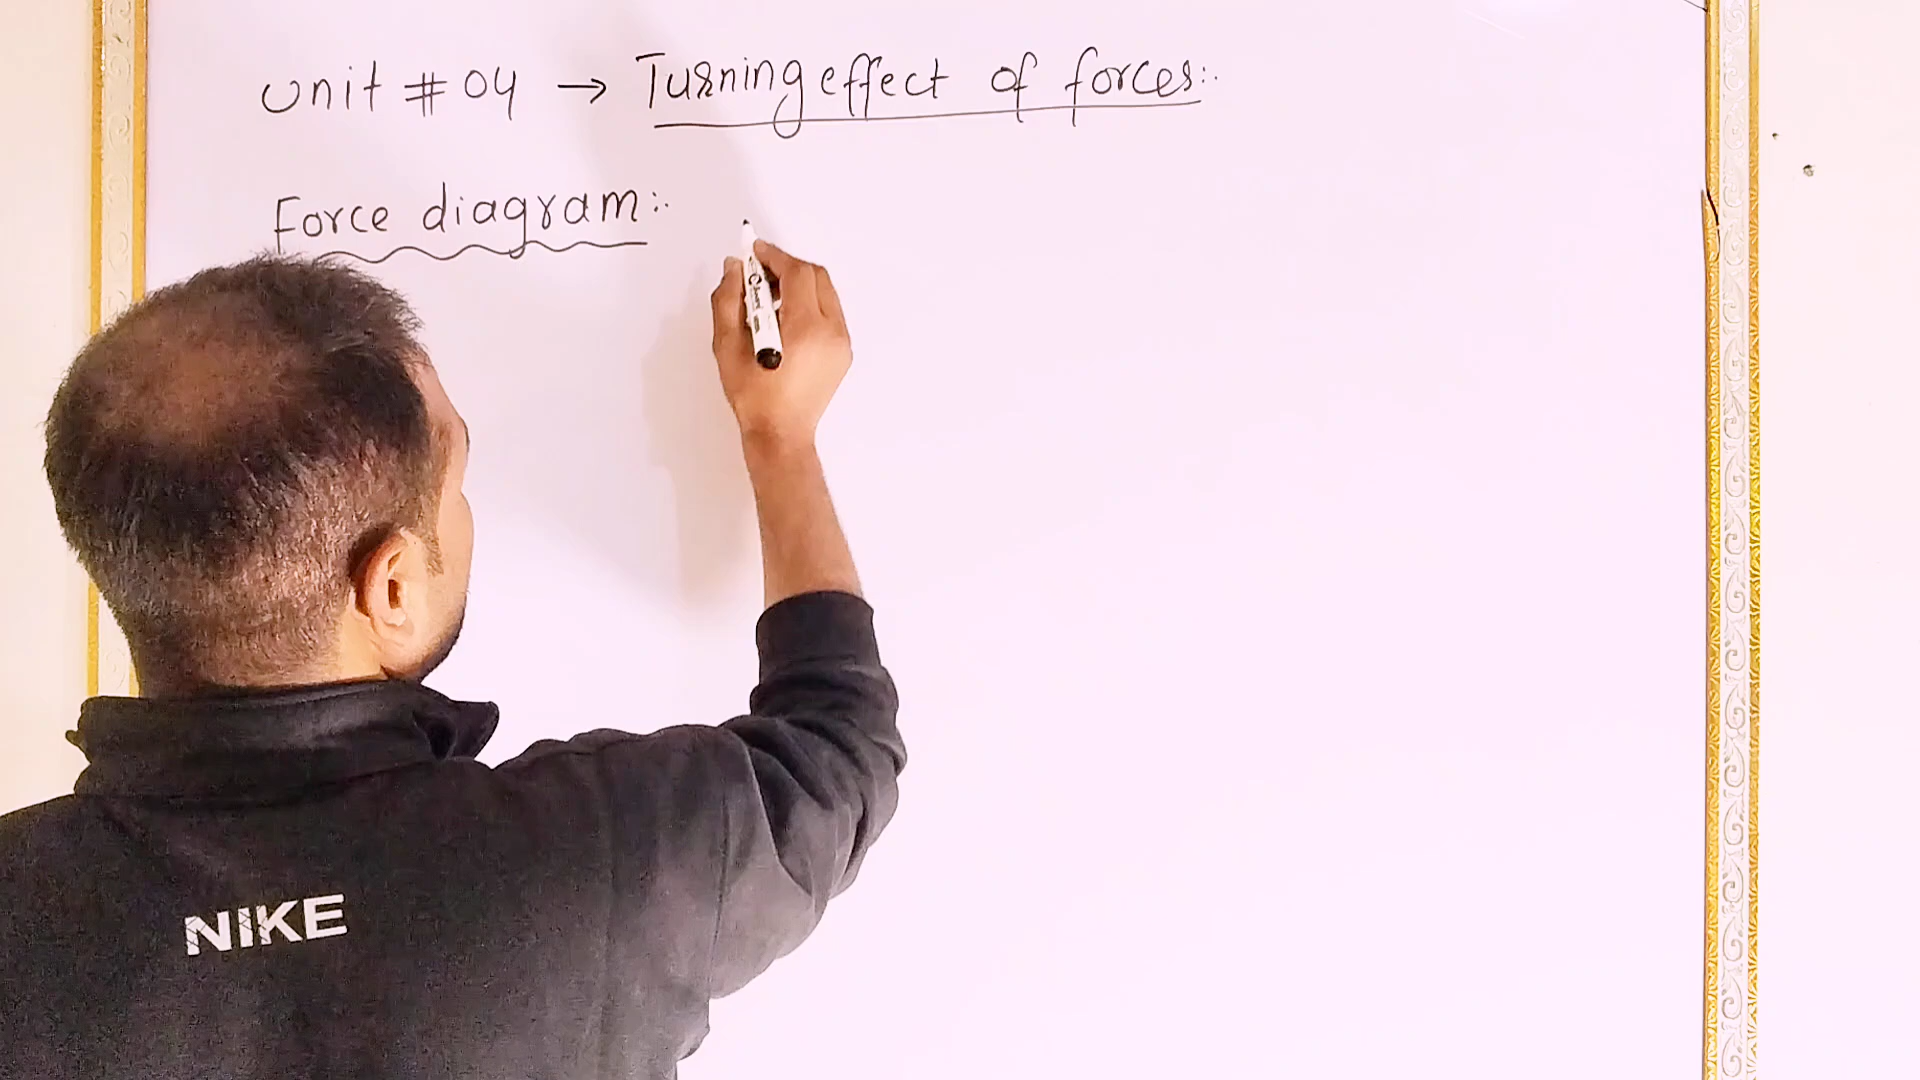 Unit # 04 → Turning effect of forces:.
Force diagram:.
NIKE